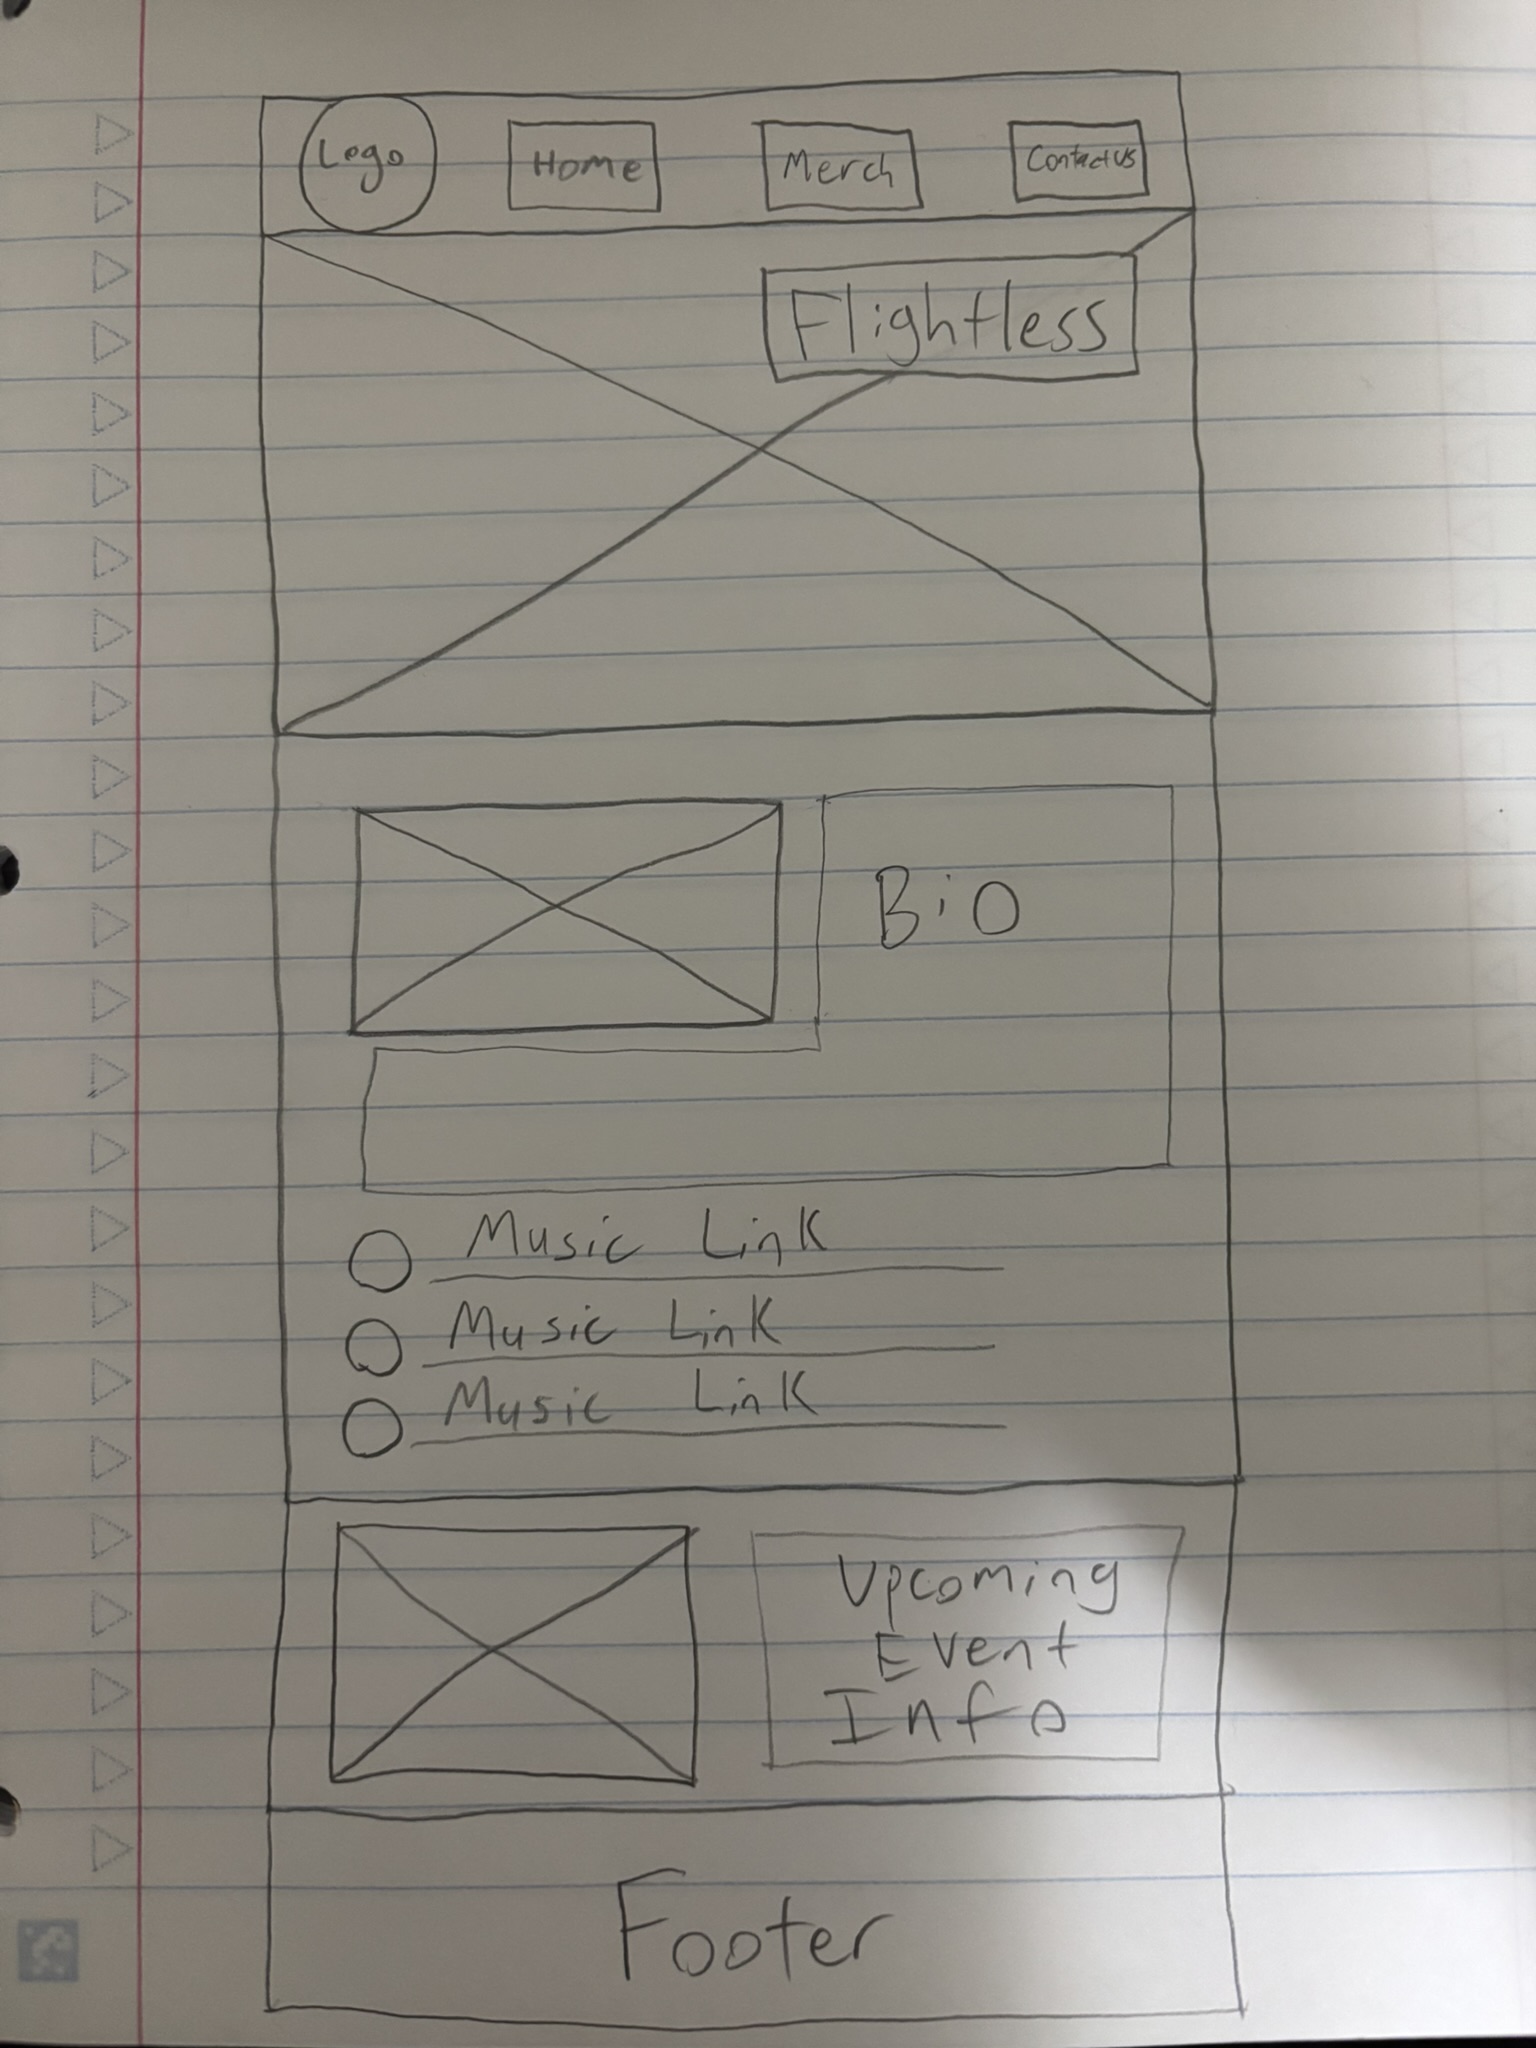 Logo
Home
Merch
Contact Us
Flightless
Bio
Music Link
Music Link
Music Link
Upcoming
Event
Info
Footer